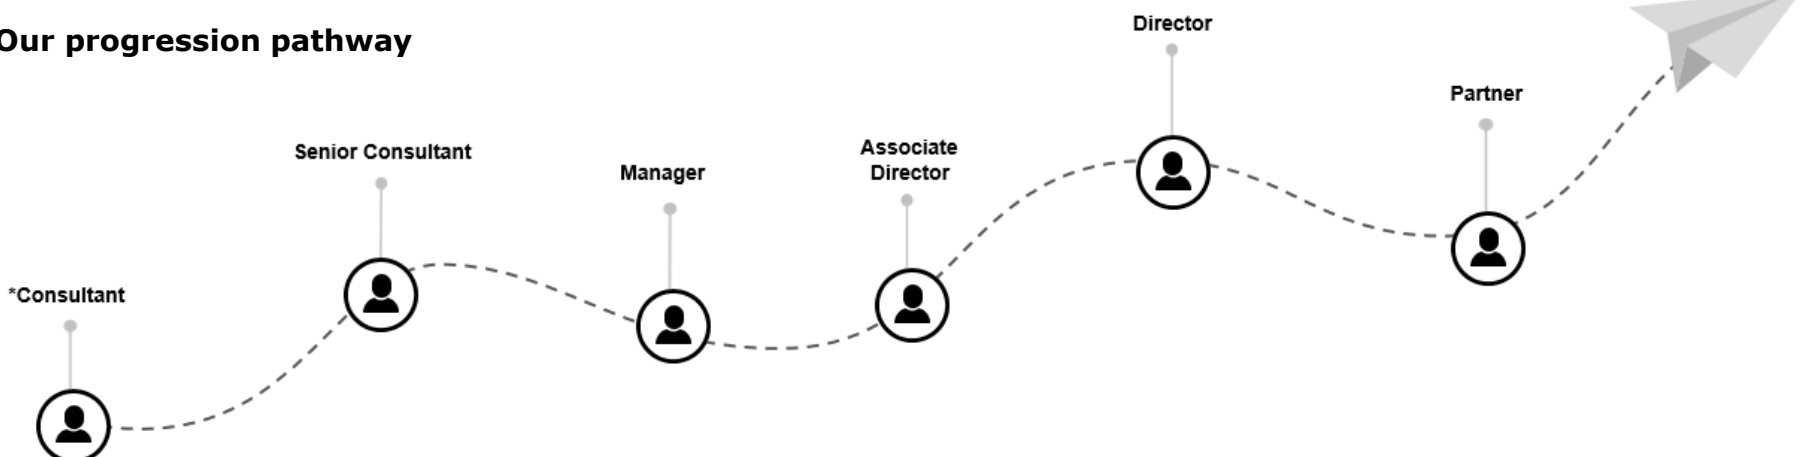 Our progression pathway
*Consultant
Senior Consultant
Manager
Associate
Director
Director
Partner